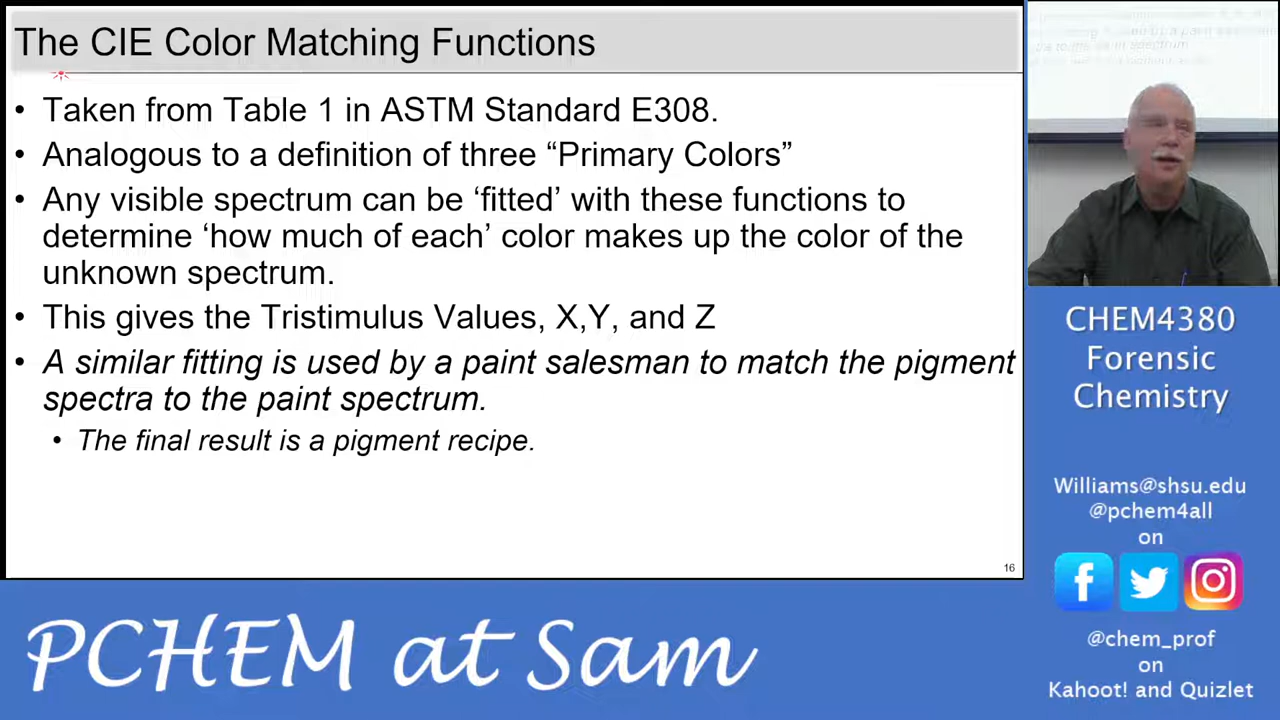 The CIE Color Matching Functions
• Taken from Table 1 in ASTM Standard E308.
• Analogous to a definition of three “Primary Colors”
• Any visible spectrum can be ‘fitted’ with these functions to
determine ‘how much of each’ color makes up the color of the
unknown spectrum.
• This gives the Tristimulus Values, X,Y, and Z
• A similar fitting is used by a paint salesman to match the pigment
spectra to the paint spectrum.
• The final result is a pigment recipe.
16
CHEM4380
Forensic
Chemistry
Williams@shsu.edu
@pchem4all
on
@chem_prof
on
Kahoot! and Quizlet
PCHEM at Sam